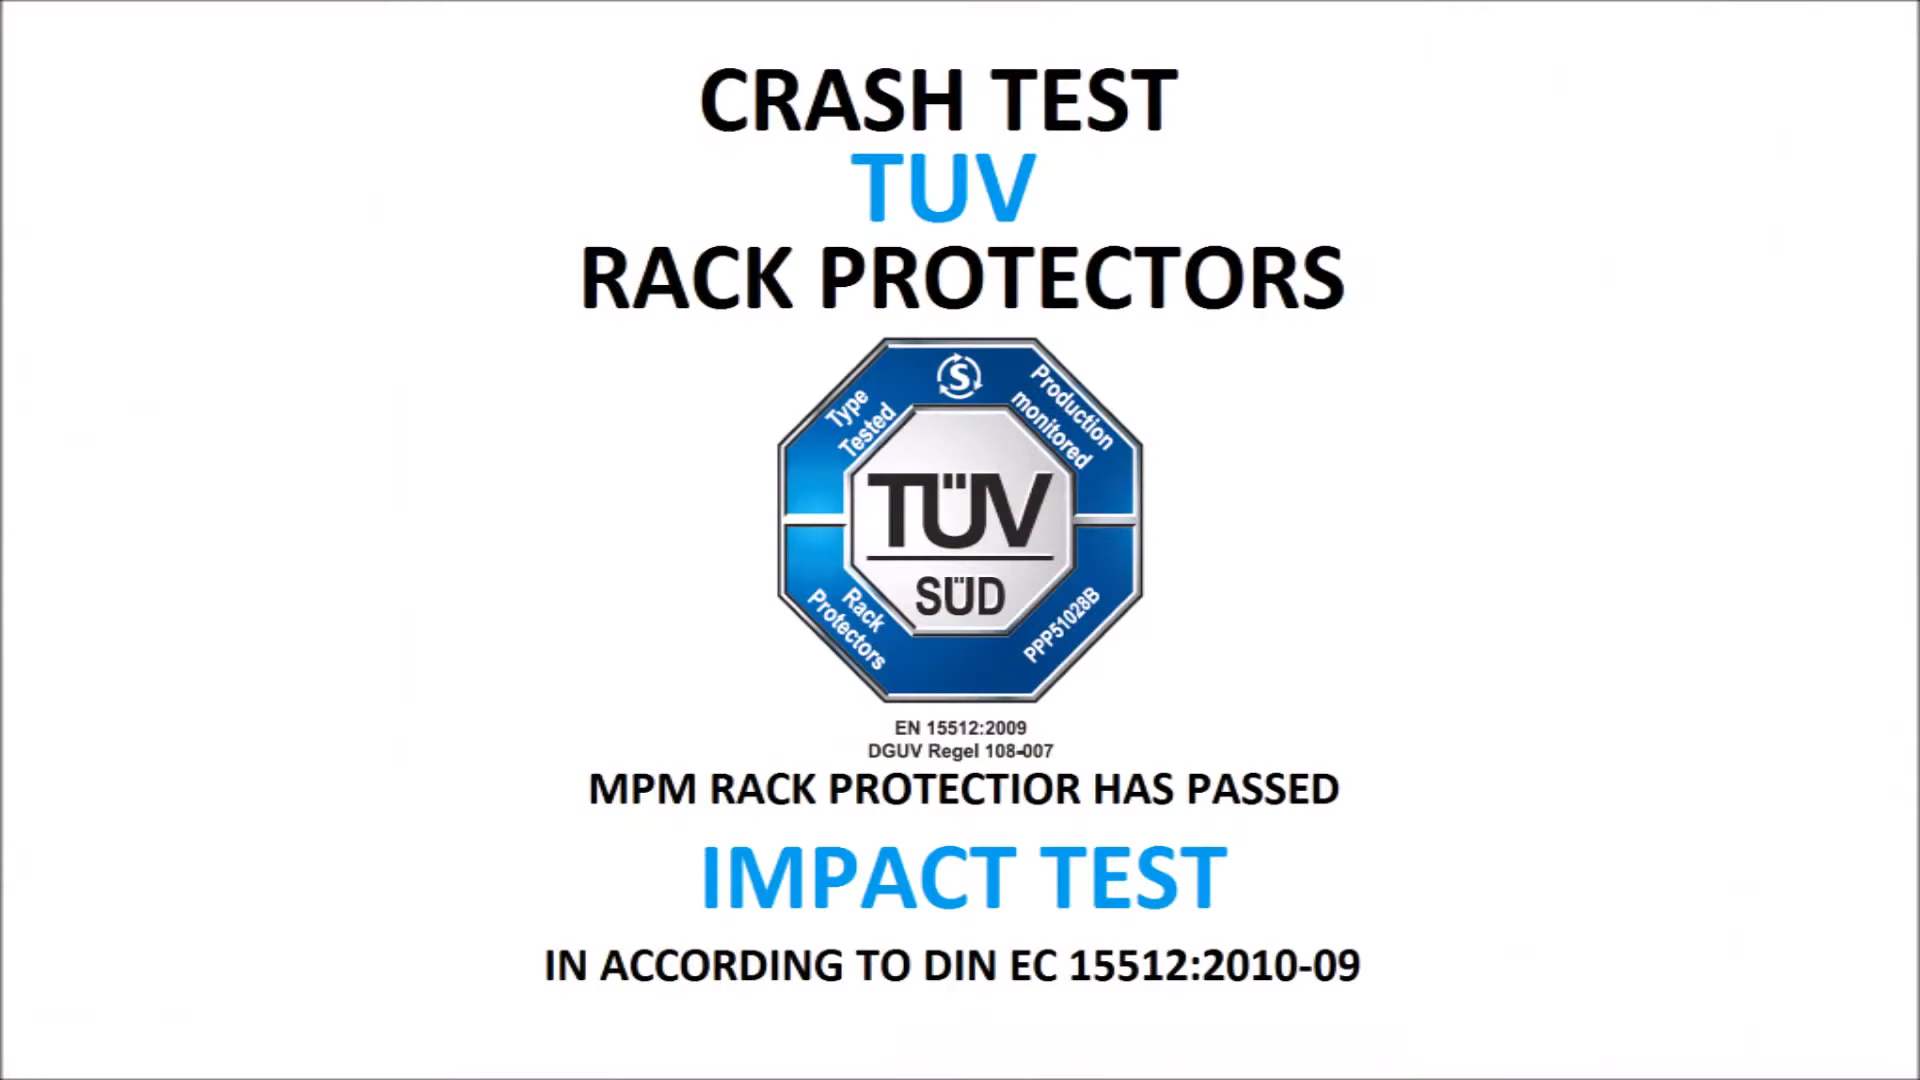 CRASH TEST
TUV
RACK PROTECTORS
S
Type
Tested
Production
monitored
TÜV
SÜD
Rack
Protectors
PPP51028B
EN 15512:2009
DGUV Regel 108-007
MPM RACK PROTECTIOR HAS PASSED
IMPACT TEST
IN ACCORDING TO DIN EC 15512:2010-09